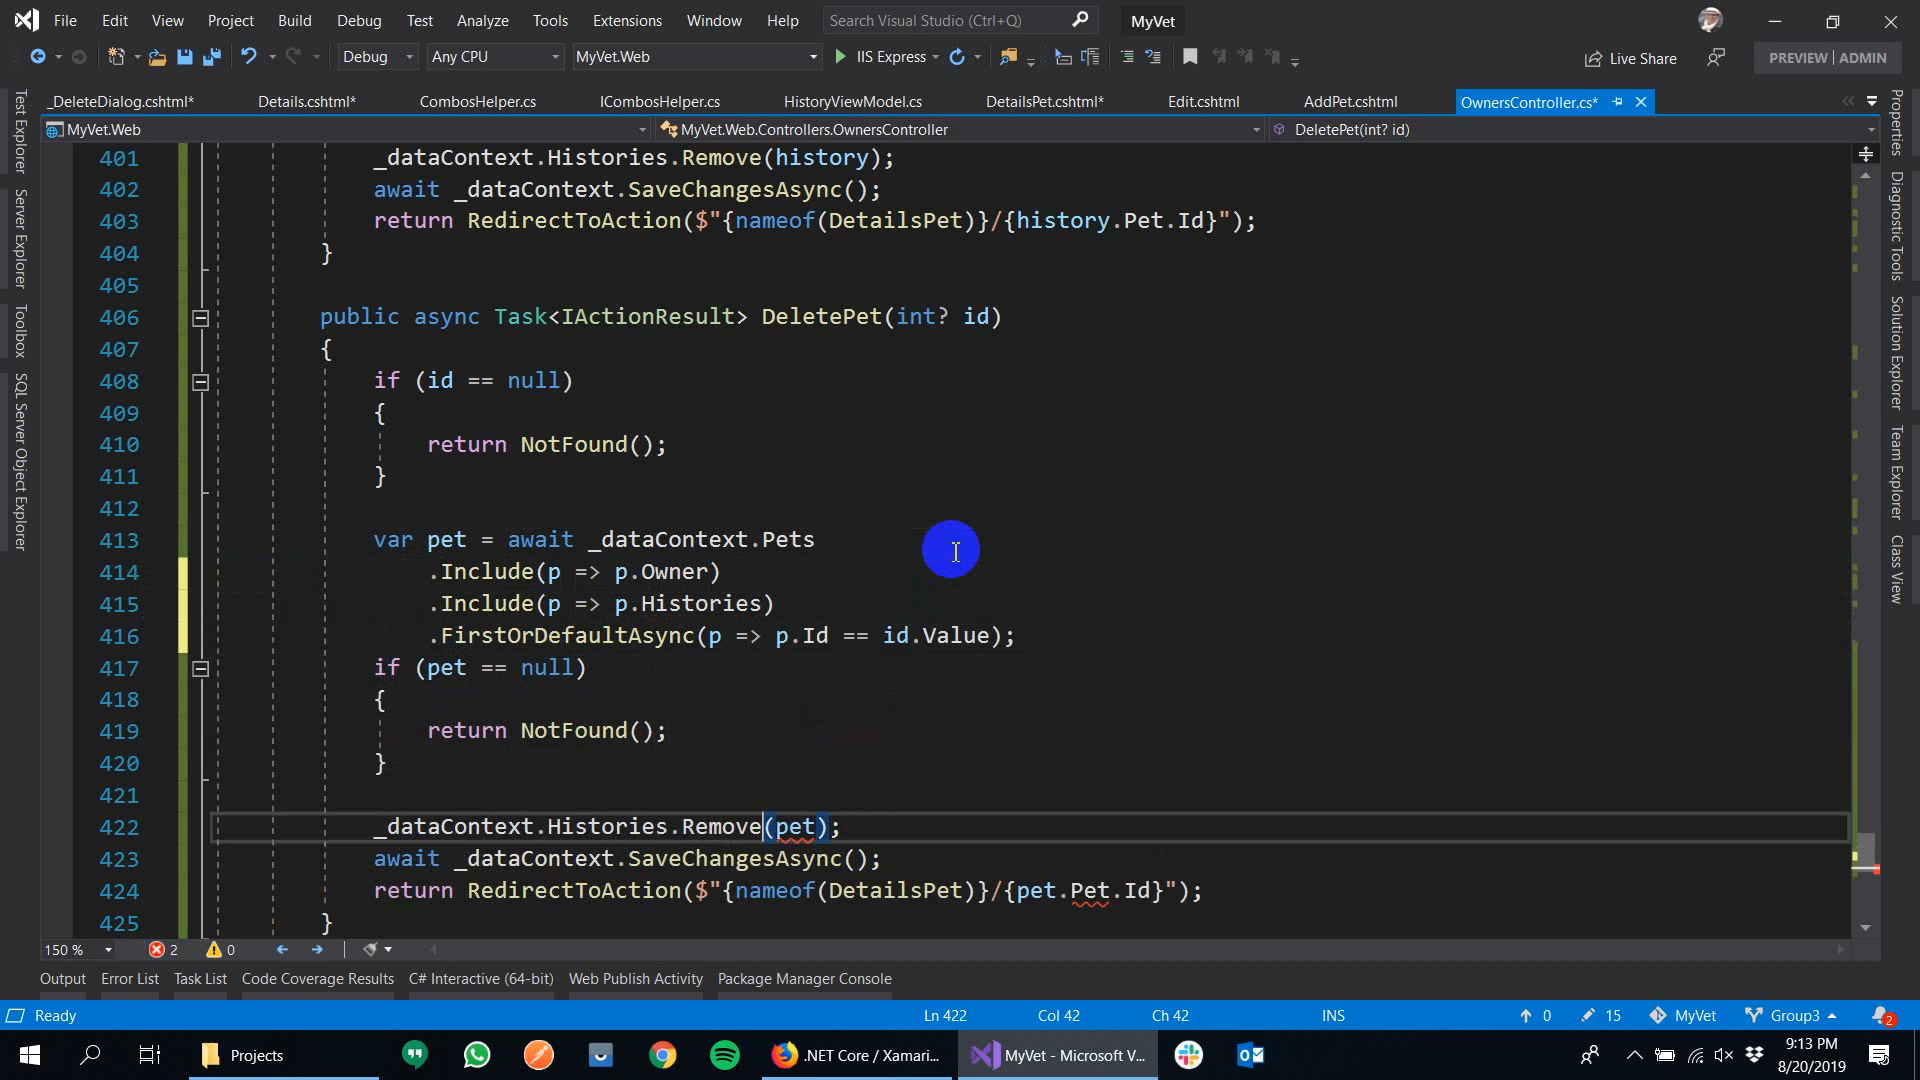 File Edit View Project Build Debug Test Analyze Tools Extensions Window Help Search Visual Studio (Ctrl+Q) MyVet
Debug Any CPU MyVet.Web IIS Express Live Share PREVIEW | ADMIN
_DeleteDialog.cshtml* Details.cshtml* CombosHelper.cs ICombosHelper.cs HistoryViewModel.cs DetailsPet.cshtml* Edit.cshtml AddPet.cshtml OwnersController.cs*
MyVet.Web MyVet.Web.Controllers.OwnersController DeletePet(int? id)
Test Explorer
Server Explorer
Toolbox
SQL Server Object Explorer
401 _dataContext.Histories.Remove(history);
402 await _dataContext.SaveChangesAsync();
403 return RedirectToAction($"{nameof(DetailsPet)}/{history.Pet.Id}");
404 }
405
406 public async Task<IActionResult> DeletePet(int? id)
407 {
408 if (id == null)
409 {
410 return NotFound();
411 }
412
413 var pet = await _dataContext.Pets
414 .Include(p => p.Owner)
415 .Include(p => p.Histories)
416 .FirstOrDefaultAsync(p => p.Id == id.Value);
417 if (pet == null)
418 {
419 return NotFound();
420 }
421
422 _dataContext.Histories.Remove(pet);
423 await _dataContext.SaveChangesAsync();
424 return RedirectToAction($"{nameof(DetailsPet)}/{pet.Pet.Id}");
425 }
Properties
Diagnostic Tools
Solution Explorer
Team Explorer
Class View
150 % 2 0
Output Error List Task List Code Coverage Results C# Interactive (64-bit) Web Publish Activity Package Manager Console
Ready Ln 422 Col 42 Ch 42 INS 0 15 MyVet Group3 2
Projects .NET Core / Xamari... MyVet - Microsoft V... 9:13 PM
8/20/2019